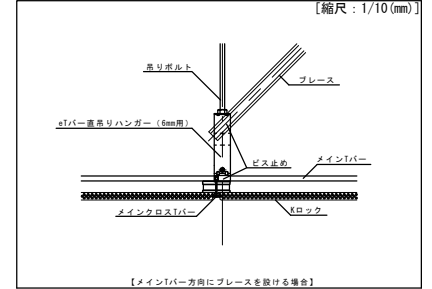 [縮尺：1/10(mm)]
吊りボルト
ブレース
eTバー直吊りハンガー（6mm用）
ビス止め
メインTバー
メインクロスTバー
Kロック
【メインTバー方向にブレースを設ける場合】